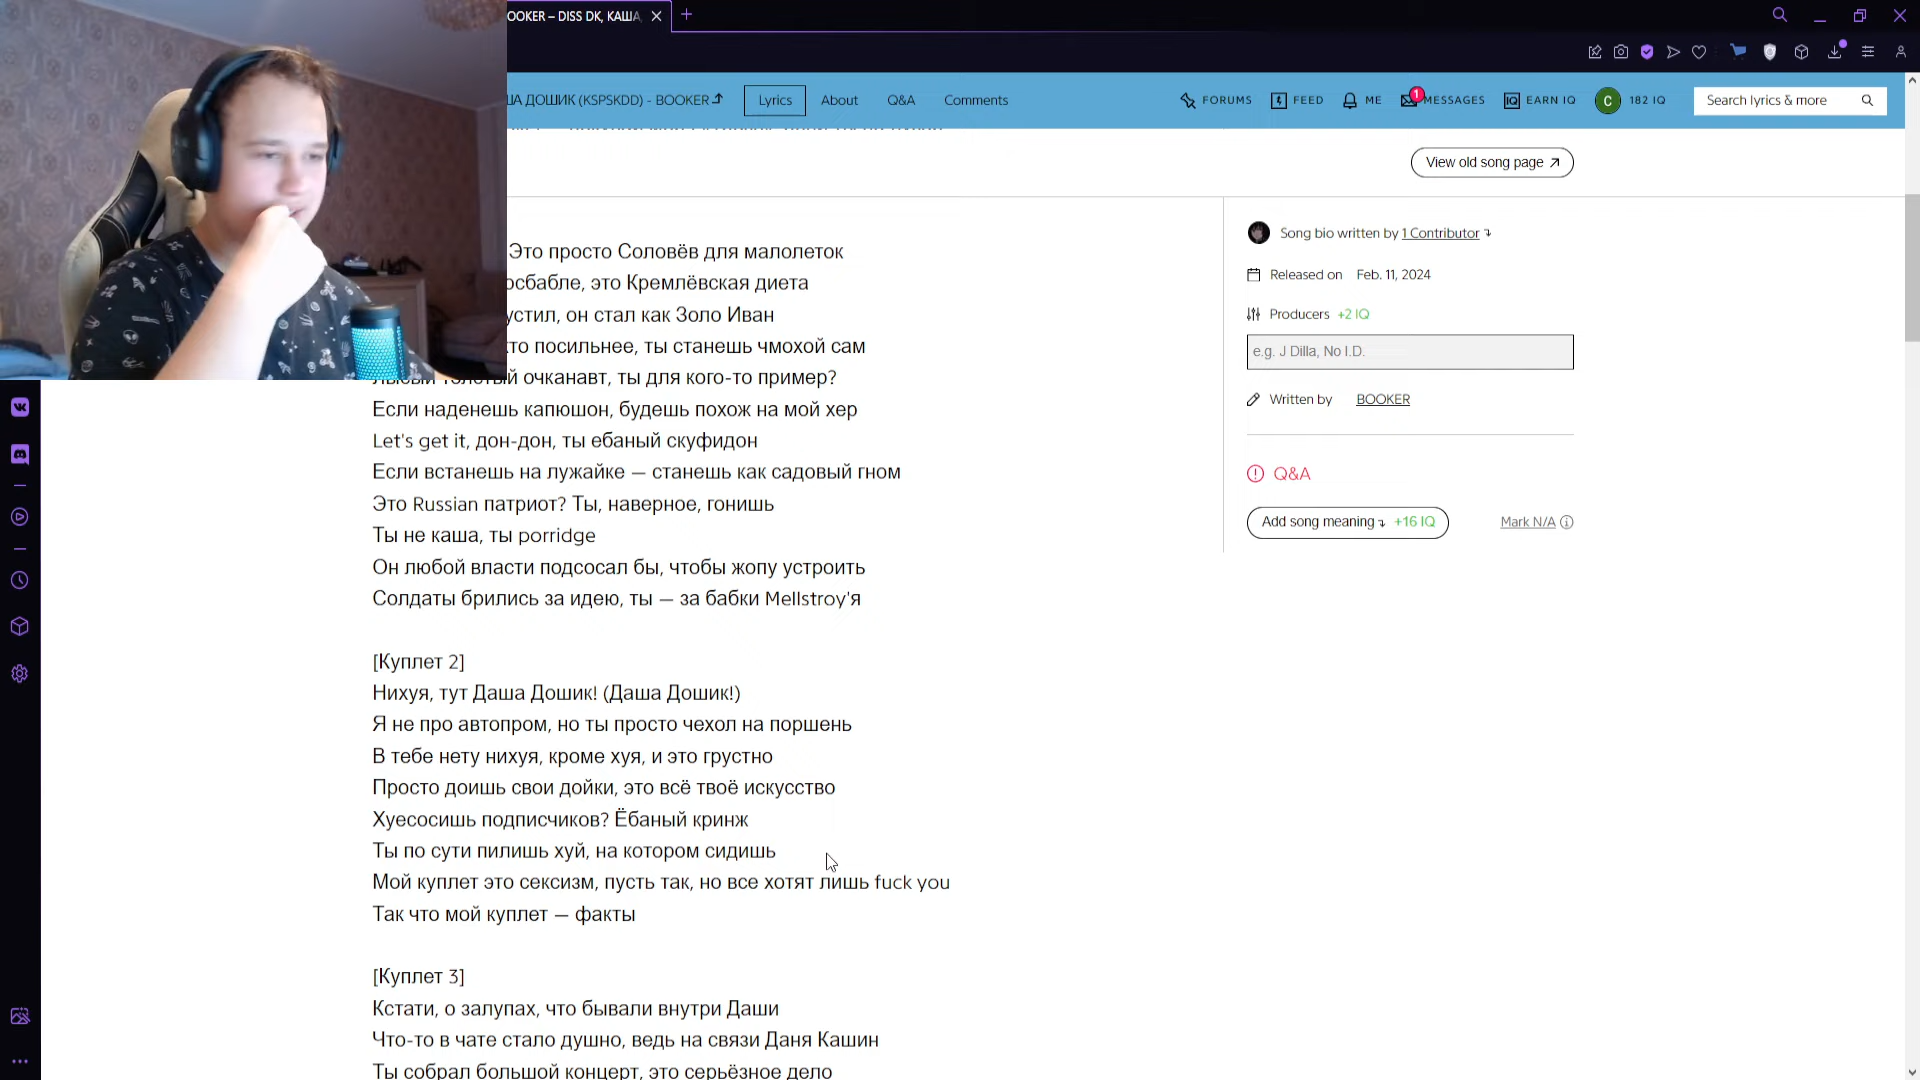 OOKER – DISS DK, КАША,
ДОШИК (KSPSKDD) - BOOKER
Lyrics
About
Q&A
Comments
FORUMS
FEED
ME
1
MESSAGES
EARN IQ
C
182 IQ
Search lyrics & more
View old song page
Это просто Соловёв для малолеток
это Кремлёвская диета
он стал как Золо Иван
посильнее, ты станешь чмохой сам
Лысый толстый очканавт, ты для кого-то пример?
Если наденешь капюшон, будешь похож на мой хер
Let's get it, дон-дон, ты ебаный скуфидон
Если встанешь на лужайке — станешь как садовый гном
Это Russian патриот? Ты, наверное, гонишь
Ты не каша, ты porridge
Он любой власти подсосал бы, чтобы жопу устроить
Солдаты брились за идею, ты — за бабки Mellstroy'я
[Куплет 2]
Нихуя, тут Даша Дошик! (Даша Дошик!)
Я не про автопром, но ты просто чехол на поршень
В тебе нету нихуя, кроме хуя, и это грустно
Просто доишь свои дойки, это всё твоё искусство
Хуесосишь подписчиков? Ёбаный кринж
Ты по сути пилишь хуй, на котором сидишь
Мой куплет это сексизм, пусть так, но все хотят лишь fuck you
Так что мой куплет — факты
[Куплет 3]
Кстати, о залупах, что бывали внутри Даши
Что-то в чате стало душно, ведь на связи Даня Кашин
Ты собрал большой концерт, это серьёзное дело
Song bio written by 1 Contributor
Released on Feb. 11, 2024
Producers +2 IQ
e.g. J Dilla, No I.D.
Written by BOOKER
Q&A
Add song meaning +16 IQ
Mark N/A